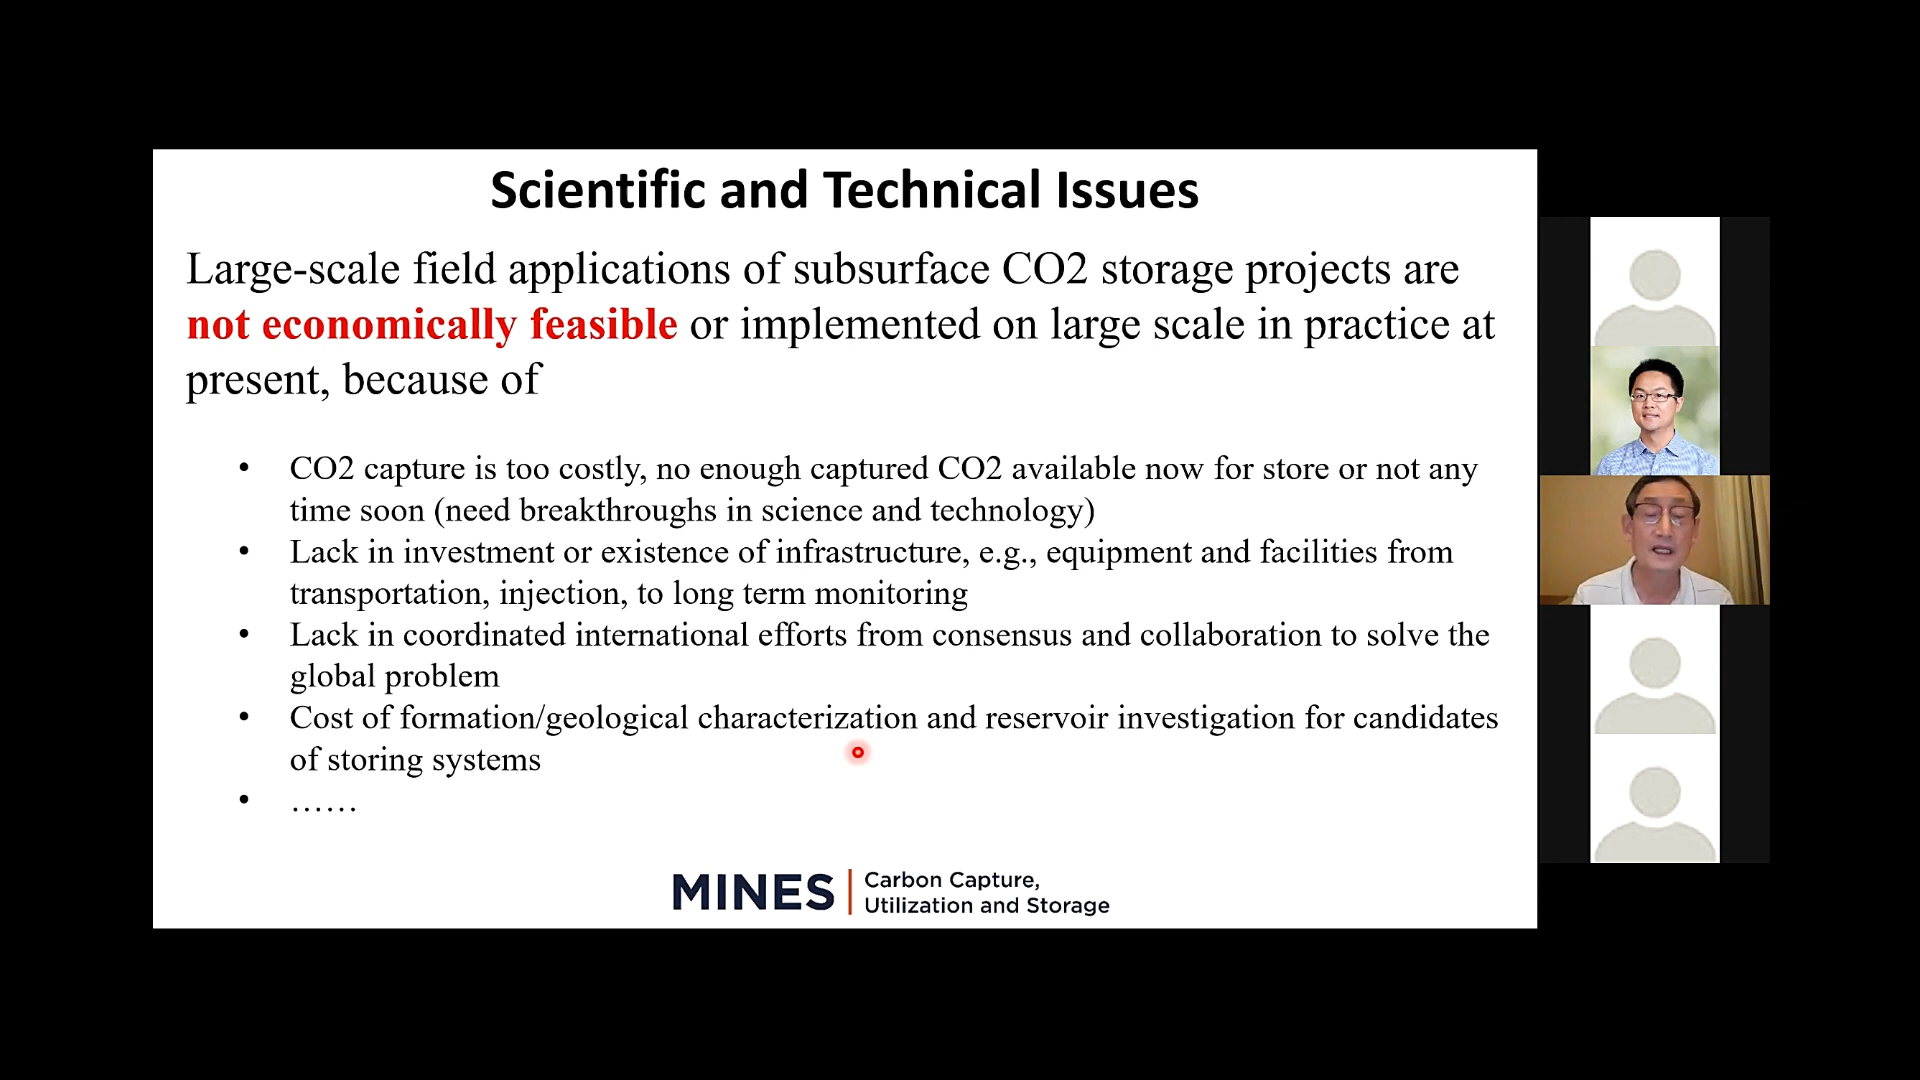 Scientific and Technical Issues
Large-scale field applications of subsurface CO2 storage projects are
not economically feasible or implemented on large scale in practice at
present, because of
• CO2 capture is too costly, no enough captured CO2 available now for store or not any
time soon (need breakthroughs in science and technology)
• Lack in investment or existence of infrastructure, e.g., equipment and facilities from
transportation, injection, to long term monitoring
• Lack in coordinated international efforts from consensus and collaboration to solve the
global problem
• Cost of formation/geological characterization and reservoir investigation for candidates
of storing systems
• ……
MINES | Carbon Capture,
Utilization and Storage